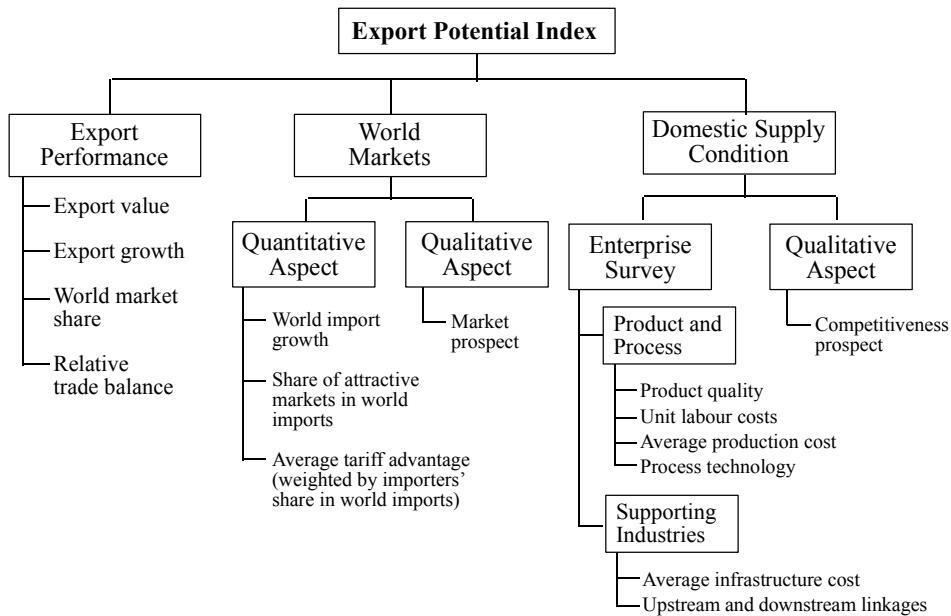 Export Potential Index
Export
Performance
Export value
Export growth
World market
share
Relative
trade balance
World
Markets
Quantitative
Aspect
World import
growth
Share of attractive
markets in world
imports
Average tariff advantage
(weighted by importers’
share in world imports)
Qualitative
Aspect
Market
prospect
Domestic Supply
Condition
Enterprise
Survey
Product and
Process
Product quality
Unit labour costs
Average production cost
Process technology
Supporting
Industries
Average infrastructure cost
Upstream and downstream linkages
Qualitative
Aspect
Competitiveness
prospect